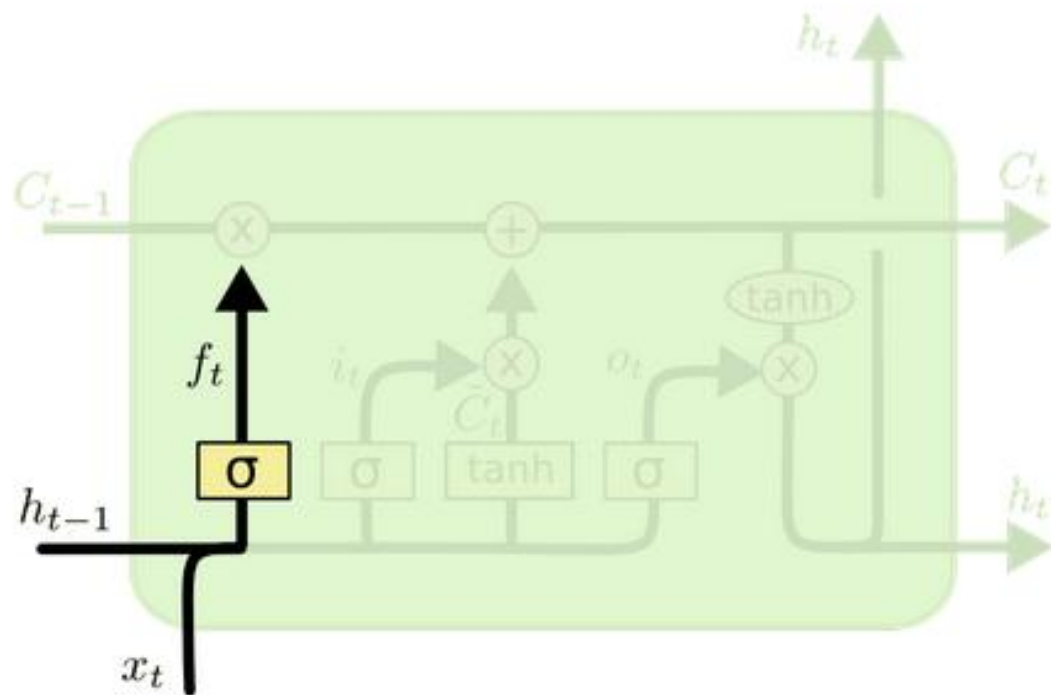 h_t
C_{t-1}
C_t
x
+
tanh
f_t
i_t
x
o_t
x
C̃_t
σ
σ
tanh
σ
h_{t-1}
h_t
x_t